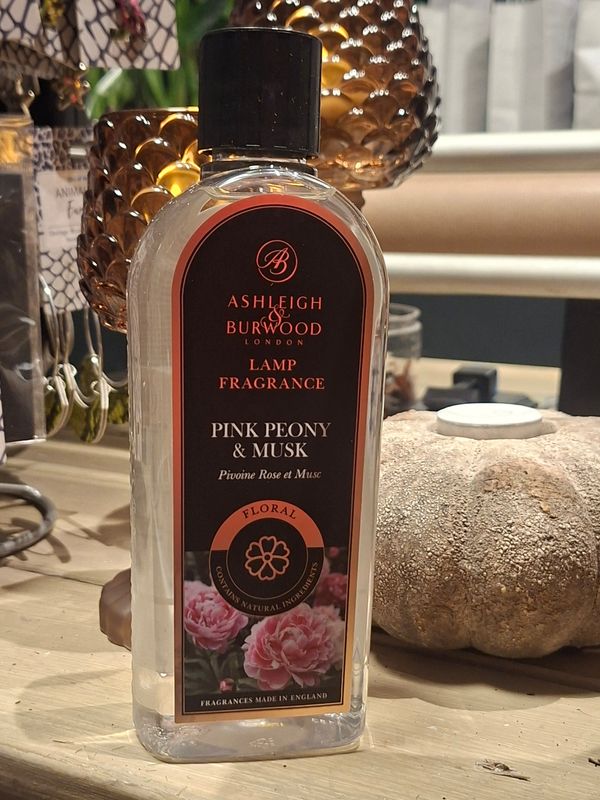 AB
ASHLEIGH
&
BURWOOD
LONDON
LAMP
FRAGRANCE
PINK PEONY
& MUSK
Pivoine Rose et Musc
FLORAL
CONTAINS NATURAL INGREDIENTS
FRAGRANCES MADE IN ENGLAND
ANIMA